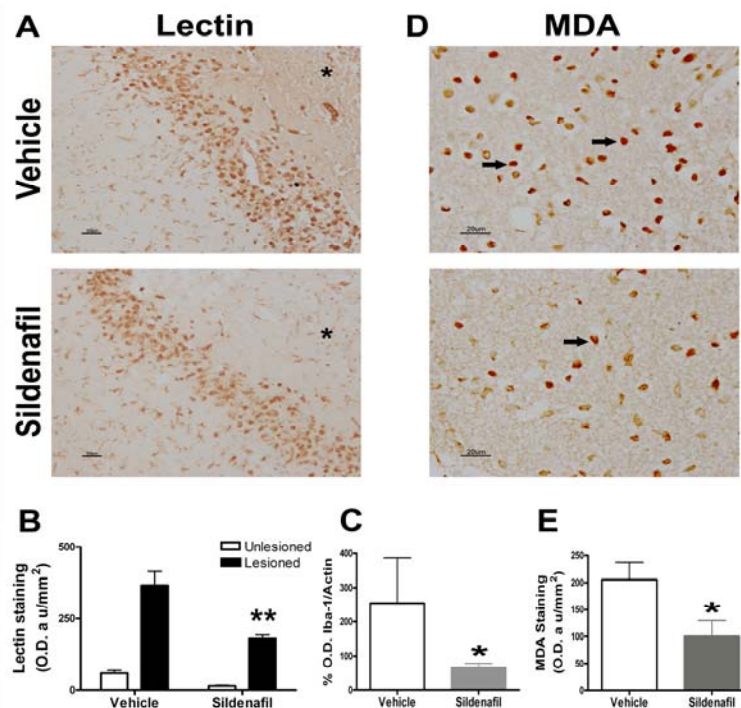 A
Lectin
D
MDA
Vehicle
*
20um
Sildenafil
*
20um
B
Lectin staining
(O.D. a u/mm²)
500
250
0
Unlesioned
Lesioned
**
Vehicle
Sildenafil
C
% O.D. Iba-1/Actin
400
300
200
100
0
*
Vehicle
Sildenafil
E
MDA Staining
(O.D. a u/mm²)
250
200
150
100
50
0
*
Vehicle
Sildenafil